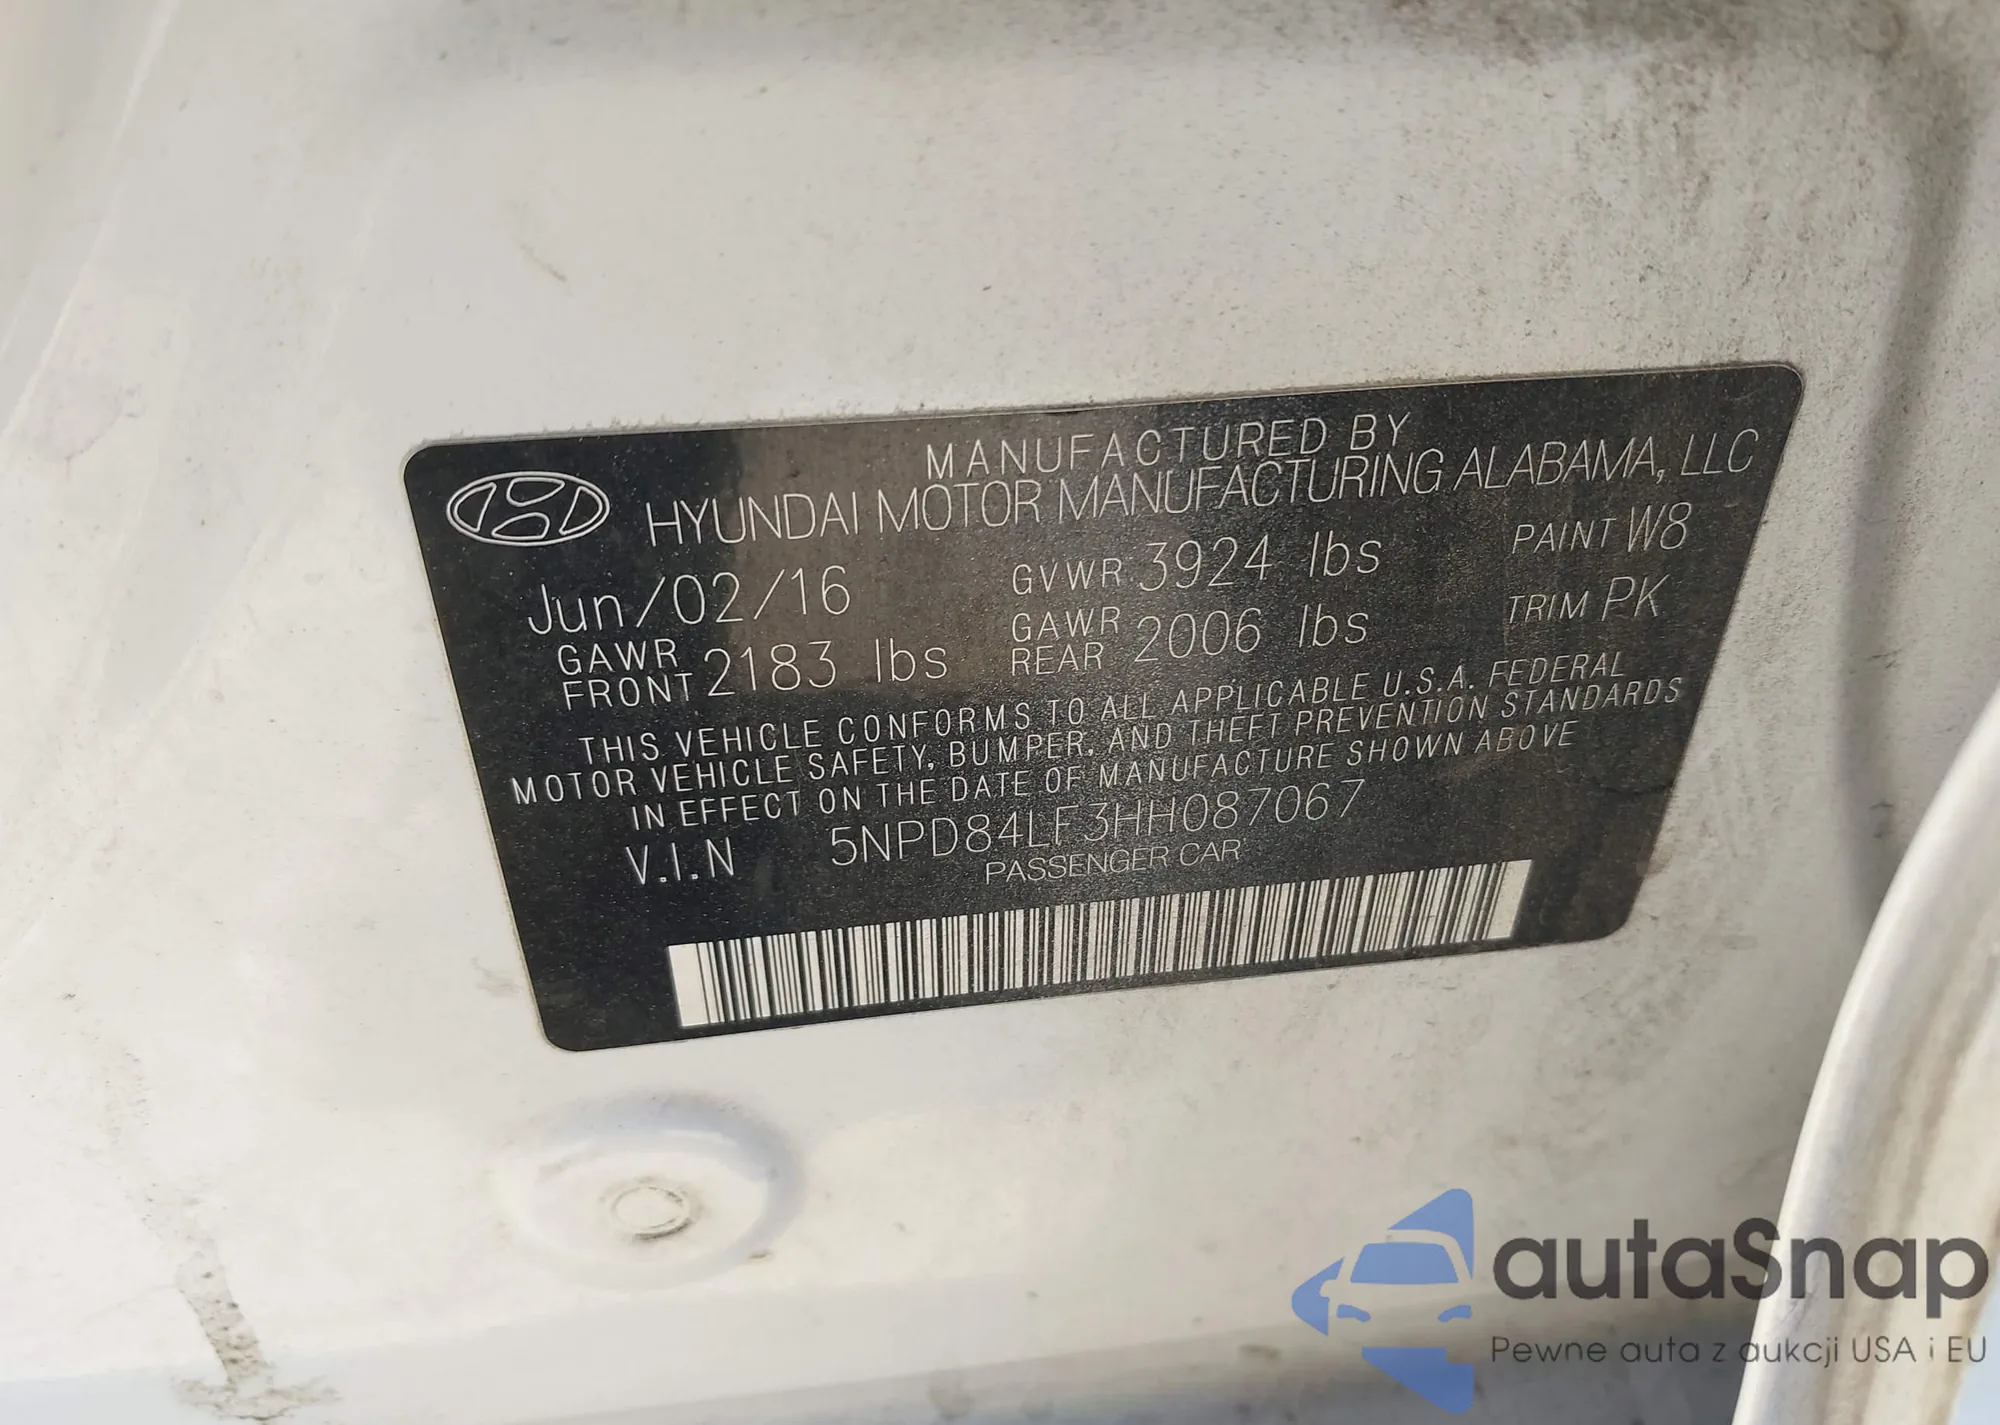 MANUFACTURED BY
HYUNDAI MOTOR MANUFACTURING ALABAMA, LLC
Jun/02/16 GVWR 3924 lbs PAINT W8
GAWR FRONT 2183 lbs GAWR REAR 2006 lbs TRIM PK
THIS VEHICLE CONFORMS TO ALL APPLICABLE U.S.A. FEDERAL
MOTOR VEHICLE SAFETY, BUMPER, AND THEFT PREVENTION STANDARDS
IN EFFECT ON THE DATE OF MANUFACTURE SHOWN ABOVE
V.I.N 5NPD84LF3HH087067
PASSENGER CAR
autaSnap
Pewne auta z aukcji USA i EU